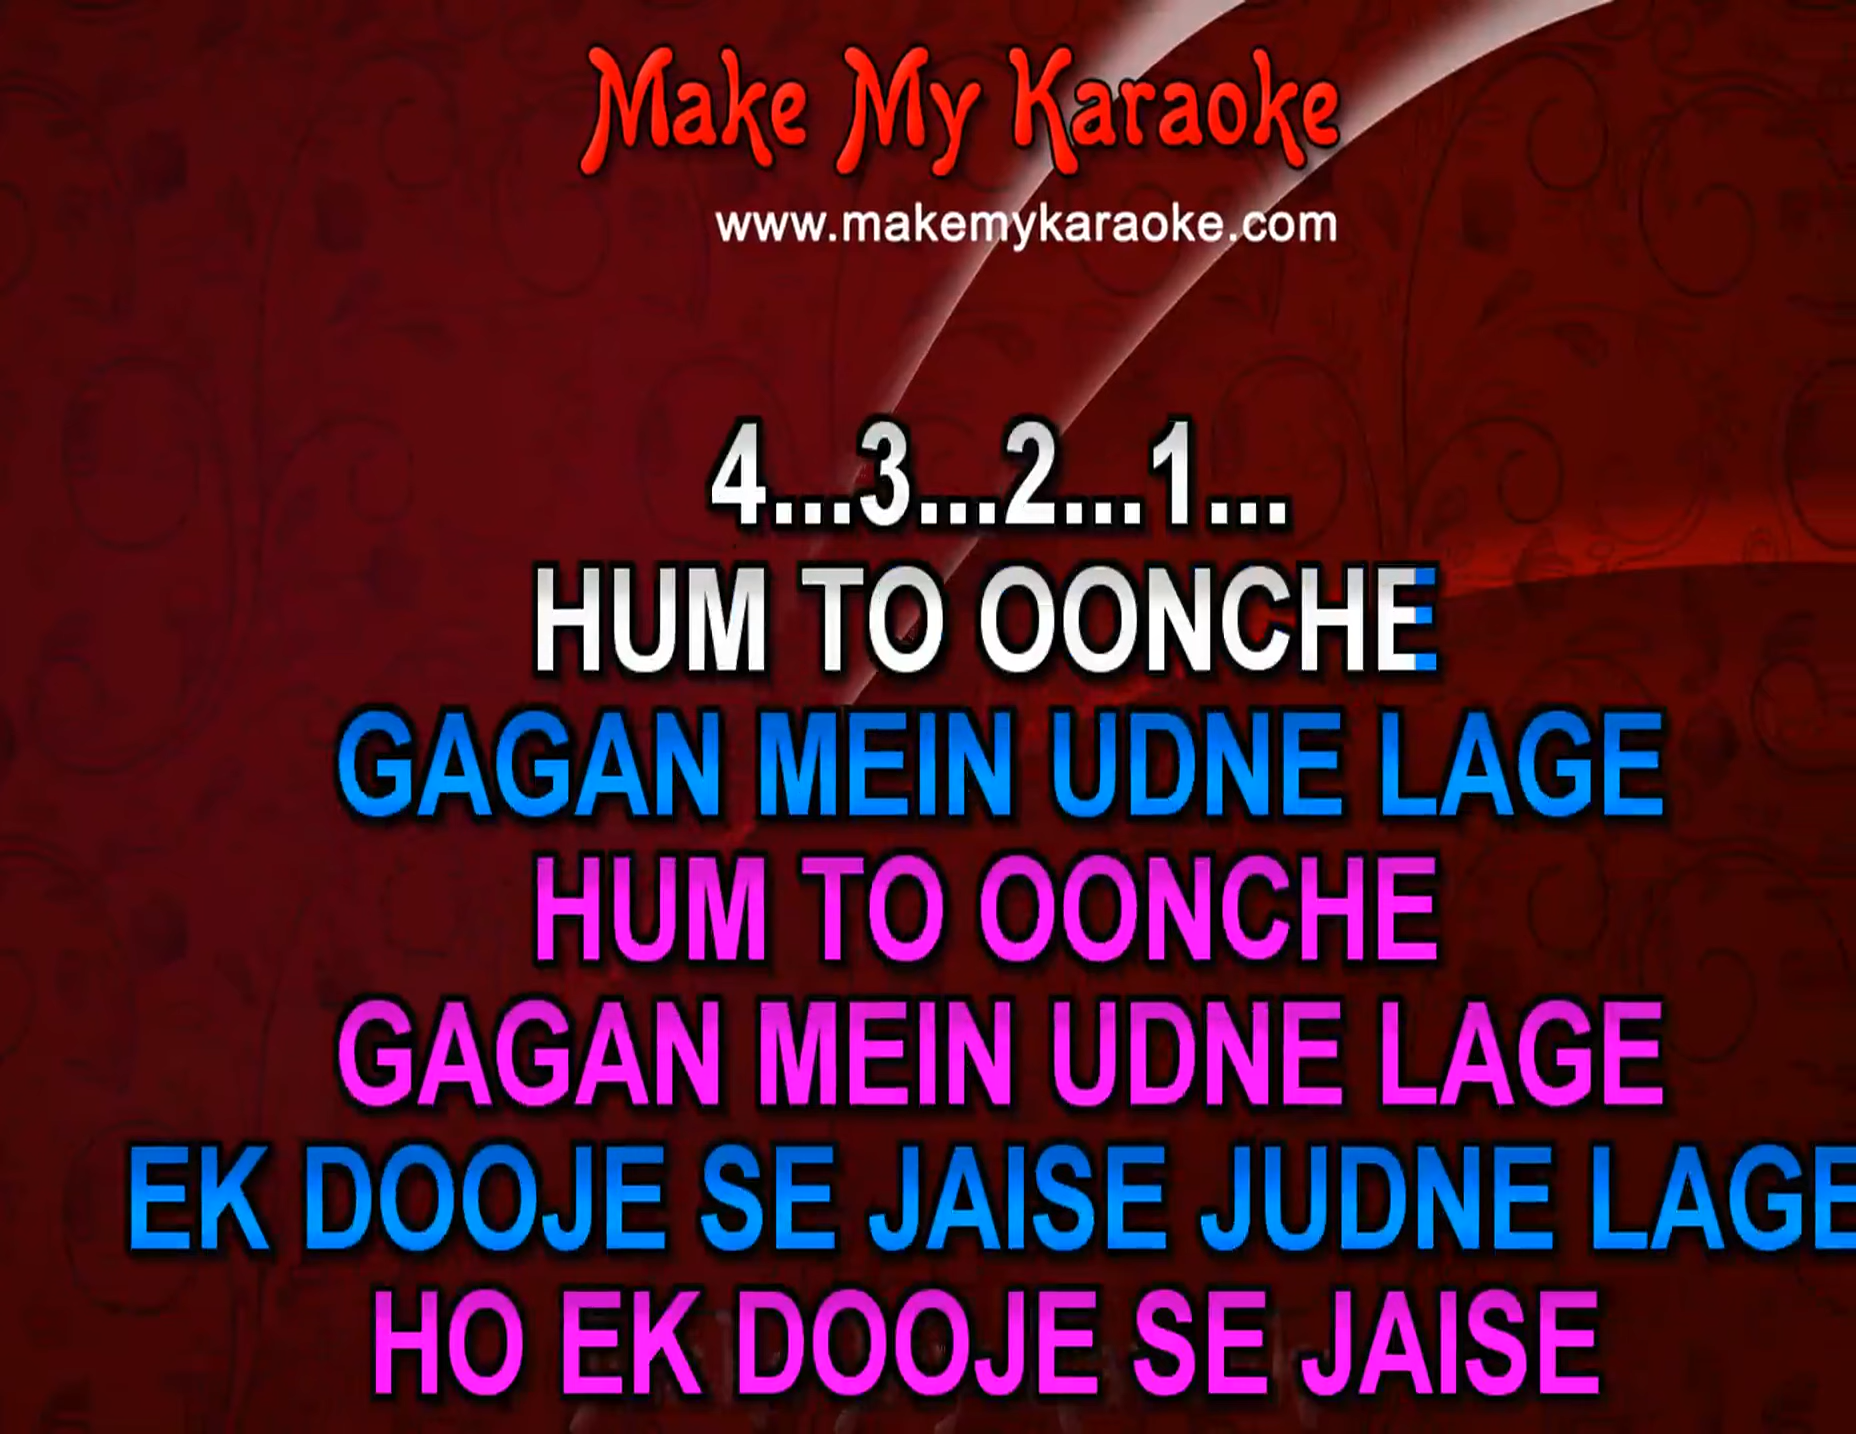 Make My Karaoke
www.makemykaraoke.com
4...3...2...1...
HUM TO OONCHE
GAGAN MEIN UDNE LAGE
HUM TO OONCHE
GAGAN MEIN UDNE LAGE
EK DOOJE SE JAISE JUDNE LAGE
HO EK DOOJE SE JAISE